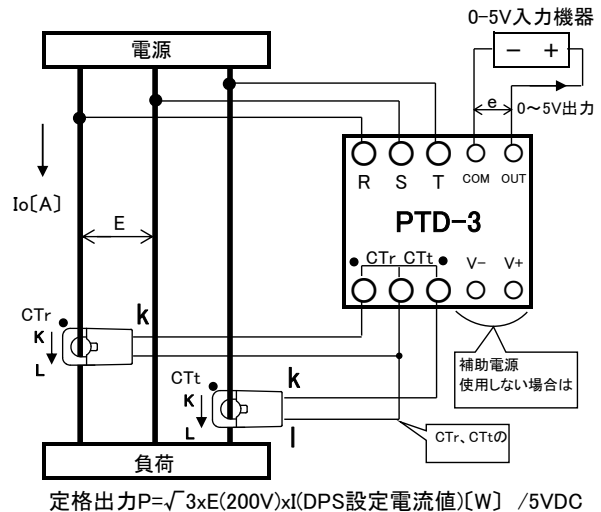 0-5V入力機器
電源
− +
e
0〜5V出力
R S T COM OUT
Io〔A〕
E
PTD-3
CTr CTt V- V+
CTr
K
L
k
CTt
K
L
k
l
補助電源
使用しない場合は
CTr、CTtの
負荷
定格出力P=√3xE(200V)xI(DPS設定電流値)〔W〕 /5VDC